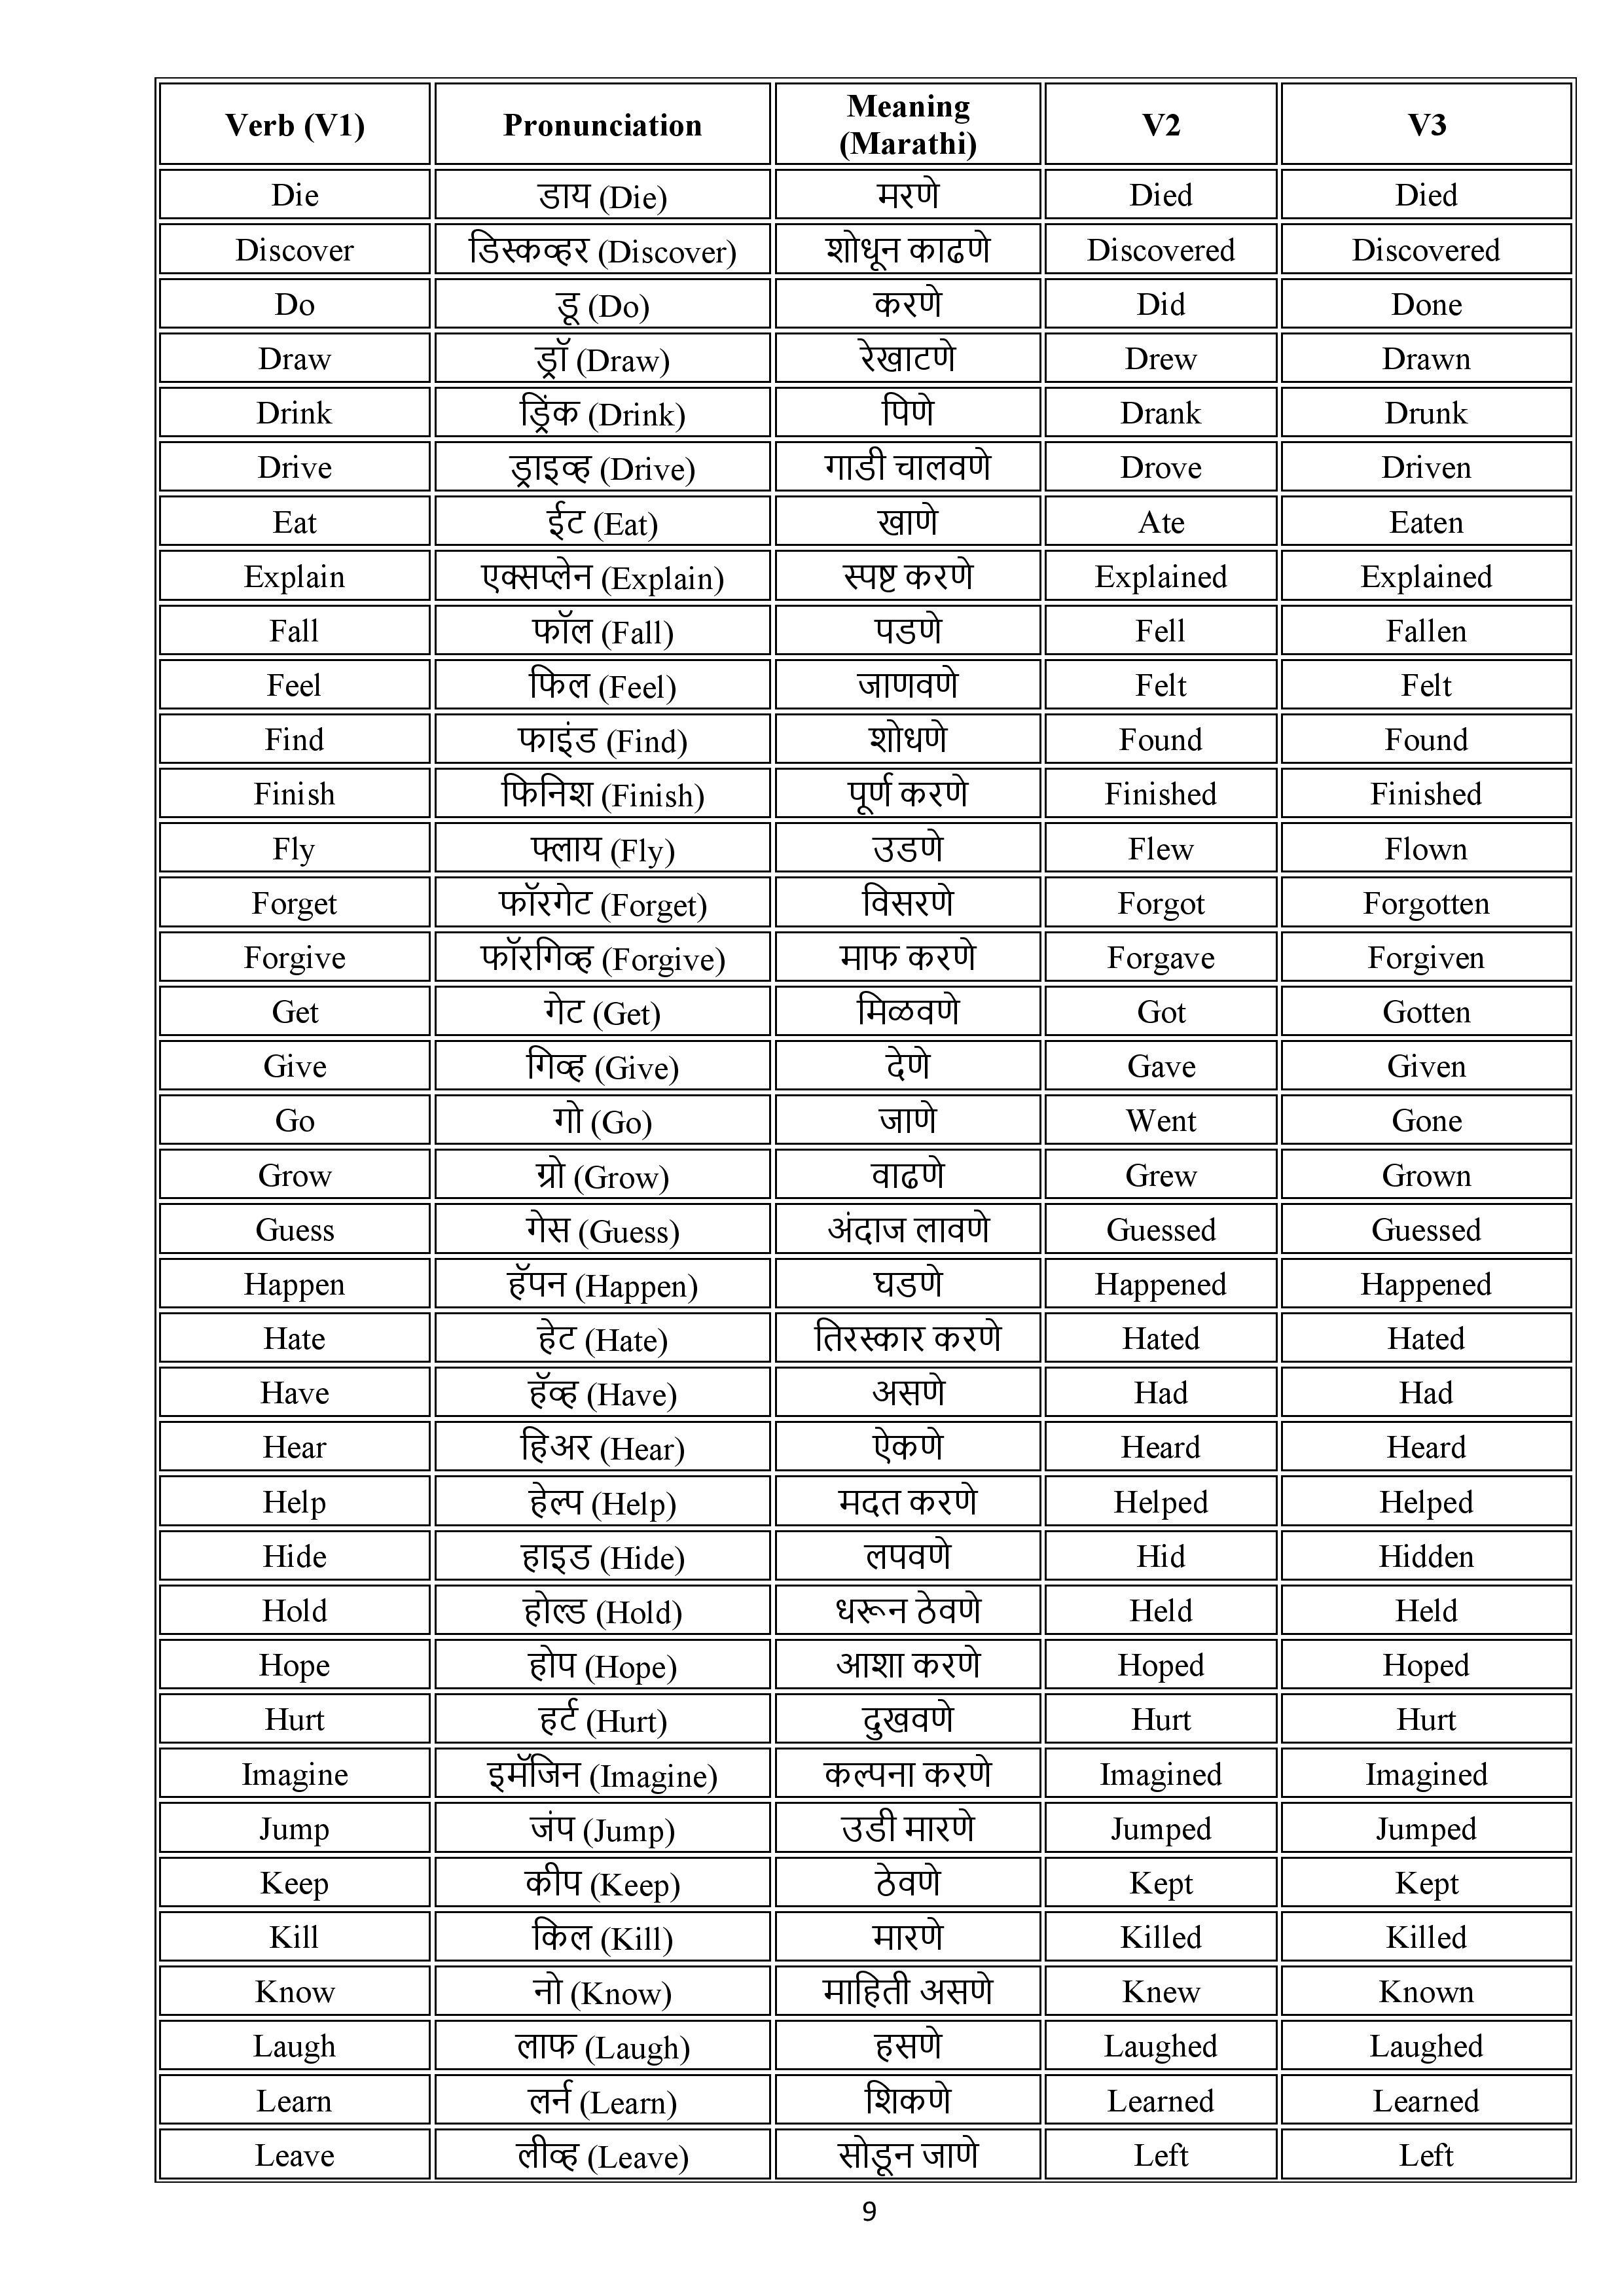 Verb (V1) Pronunciation Meaning (Marathi) V2 V3
Die डाय (Die) मरणे Died Died
Discover डिस्कव्हर (Discover) शोधून काढणे Discovered Discovered
Do डू (Do) करणे Did Done
Draw ड्रॉ (Draw) रेखाटणे Drew Drawn
Drink ड्रिंक (Drink) पिणे Drank Drunk
Drive ड्राइव्ह (Drive) गाडी चालवणे Drove Driven
Eat ईट (Eat) खाणे Ate Eaten
Explain एक्सप्लेन (Explain) स्पष्ट करणे Explained Explained
Fall फॉल (Fall) पडणे Fell Fallen
Feel फिल (Feel) जाणवणे Felt Felt
Find फाइंड (Find) शोधणे Found Found
Finish फिनिश (Finish) पूर्ण करणे Finished Finished
Fly फ्लाय (Fly) उडणे Flew Flown
Forget फॉरगेट (Forget) विसरणे Forgot Forgotten
Forgive फॉरगिव्ह (Forgive) माफ करणे Forgave Forgiven
Get गेट (Get) मिळवणे Got Gotten
Give गिव्ह (Give) देणे Gave Given
Go गो (Go) जाणे Went Gone
Grow ग्रो (Grow) वाढणे Grew Grown
Guess गेस (Guess) अंदाज लावणे Guessed Guessed
Happen हॅपन (Happen) घडणे Happened Happened
Hate हेट (Hate) तिरस्कार करणे Hated Hated
Have हॅव्ह (Have) असणे Had Had
Hear हिअर (Hear) ऐकणे Heard Heard
Help हेल्प (Help) मदत करणे Helped Helped
Hide हाइड (Hide) लपवणे Hid Hidden
Hold होल्ड (Hold) धरून ठेवणे Held Held
Hope होप (Hope) आशा करणे Hoped Hoped
Hurt हर्ट (Hurt) दुखवणे Hurt Hurt
Imagine इमॅजिन (Imagine) कल्पना करणे Imagined Imagined
Jump जंप (Jump) उडी मारणे Jumped Jumped
Keep कीप (Keep) ठेवणे Kept Kept
Kill किल (Kill) मारणे Killed Killed
Know नो (Know) माहिती असणे Knew Known
Laugh लाफ (Laugh) हसणे Laughed Laughed
Learn लर्न (Learn) शिकणे Learned Learned
Leave लीव्ह (Leave) सोडून जाणे Left Left
9